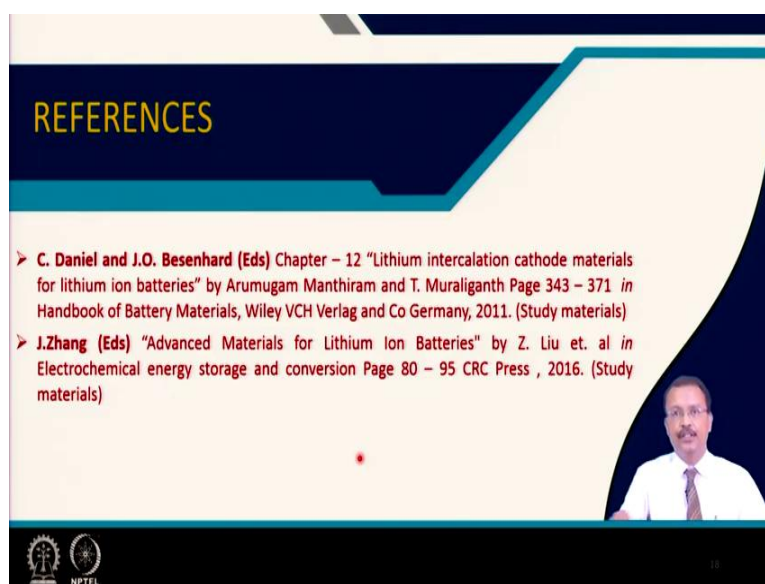 REFERENCES
➢ C. Daniel and J.O. Besenhard (Eds) Chapter – 12 “Lithium intercalation cathode materials
for lithium ion batteries” by Arumugam Manthiram and T. Muraliganth Page 343 – 371 in
Handbook of Battery Materials, Wiley VCH Verlag and Co Germany, 2011. (Study materials)
➢ J.Zhang (Eds) “Advanced Materials for Lithium Ion Batteries" by Z. Liu et. al in
Electrochemical energy storage and conversion Page 80 – 95 CRC Press , 2016. (Study
materials)
NPTEL
18